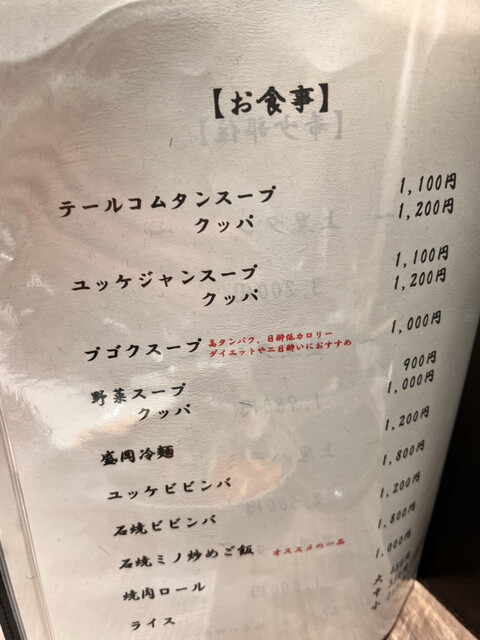 【お食事】
テールコムタンスープ 1,100円
クッパ 1,200円
ユッケジャンスープ 1,100円
クッパ 1,200円
プゴクスープ 高タンパク、日酔低カロリー 1,000円
ダイエットや二日酔いにおすすめ
野菜スープ 900円
クッパ 1,000円
盛岡冷麺 1,200円
ユッケビビンバ 1,800円
石焼ビビンバ 1,200円
石焼ミノ炒めご飯 オススメの一品 1,800円
焼肉ロール 1,000円
ライス 大
中
小